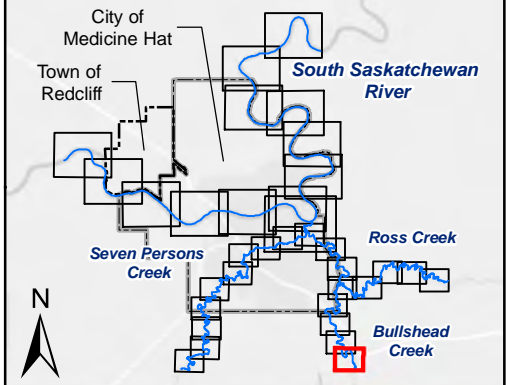 City of
Medicine Hat
Town of
Redcliff
South Saskatchewan
River
Seven Persons
Creek
Ross Creek
Bullshead
Creek
N